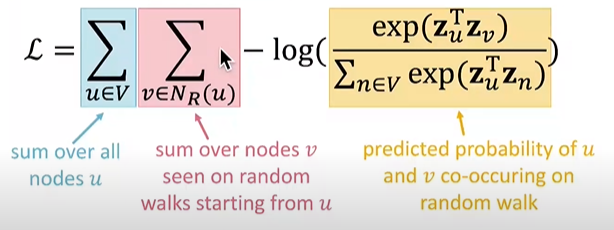 ℒ = ∑_{u∈V} ∑_{v∈N_R(u)} − log( exp(𝐳_u^T 𝐳_v) / ∑_{n∈V} exp(𝐳_u^T 𝐳_n) )
sum over all
nodes u
sum over nodes v
seen on random
walks starting from u
predicted probability of u
and v co-occuring on
random walk